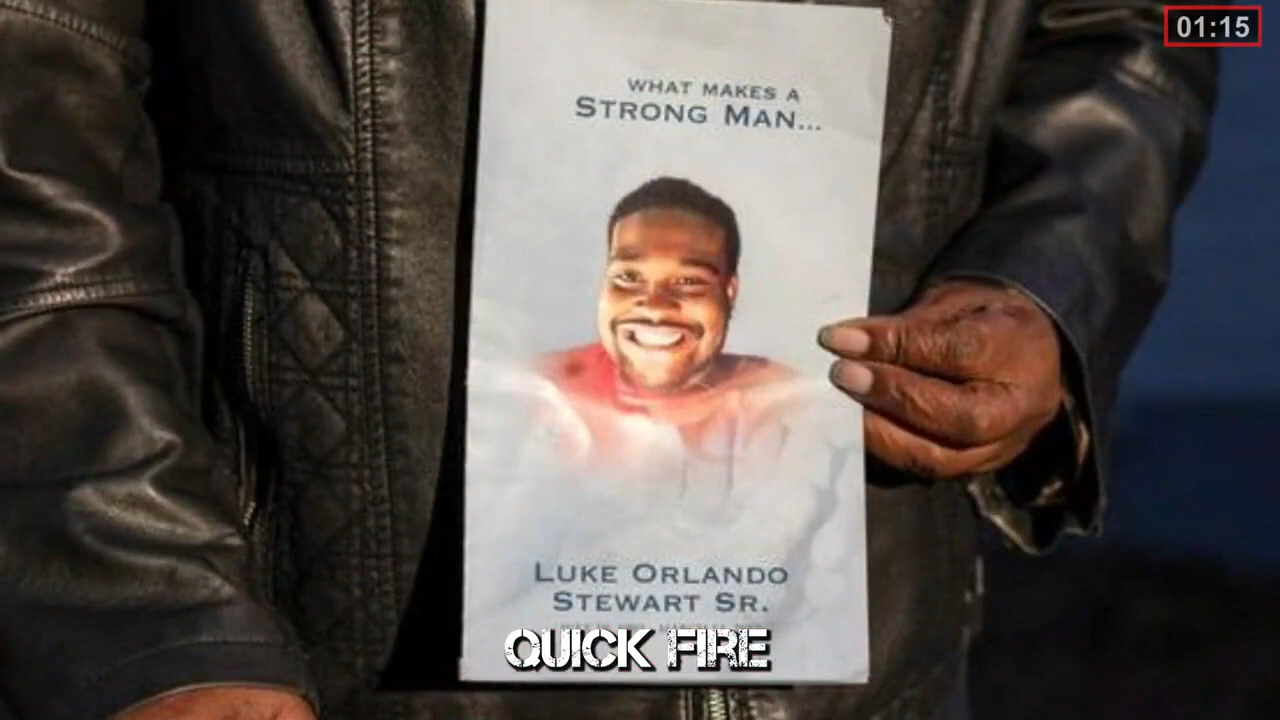 01:15
WHAT MAKES A
STRONG MAN...
LUKE ORLANDO
STEWART SR.
QUICK FIRE